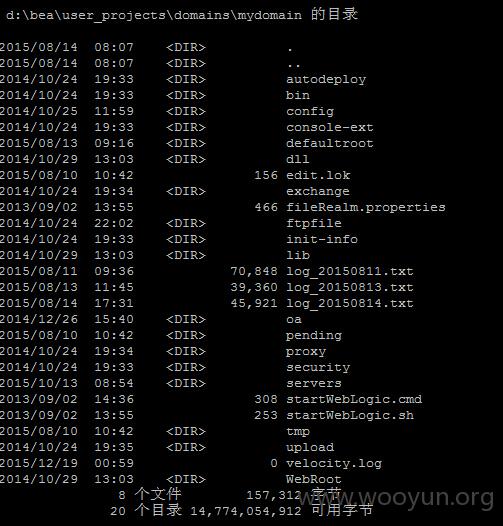 d:\bea\user_projects\domains\mydomain 的目录
2015/08/14 08:07 <DIR> .
2015/08/14 08:07 <DIR> ..
2014/10/24 19:33 <DIR> autodeploy
2014/10/24 19:33 <DIR> bin
2014/10/25 11:59 <DIR> config
2014/10/24 19:33 <DIR> console-ext
2015/08/13 09:16 <DIR> defaultroot
2014/10/29 13:03 <DIR> dll
2015/08/10 10:42 156 edit.lok
2014/10/24 19:34 <DIR> exchange
2013/09/02 13:55 466 fileRealm.properties
2014/10/24 22:02 <DIR> ftpfile
2014/10/24 19:33 <DIR> init-info
2014/10/29 13:03 <DIR> lib
2015/08/11 09:36 70,848 log_20150811.txt
2015/08/13 11:45 39,360 log_20150813.txt
2015/08/14 17:31 45,921 log_20150814.txt
2014/12/26 15:40 <DIR> oa
2015/08/10 10:42 <DIR> pending
2014/10/24 19:34 <DIR> proxy
2014/10/24 19:33 <DIR> security
2015/10/13 08:54 <DIR> servers
2013/09/02 14:36 308 startWebLogic.cmd
2013/09/02 13:55 253 startWebLogic.sh
2015/08/10 10:42 <DIR> tmp
2014/10/24 19:35 <DIR> upload
2015/12/19 00:59 0 velocity.log
2014/10/29 13:03 <DIR> WebRoot
8 个文件 157,312 字节
20 个目录 14,774,054,912 可用字节
www.wooyun.org